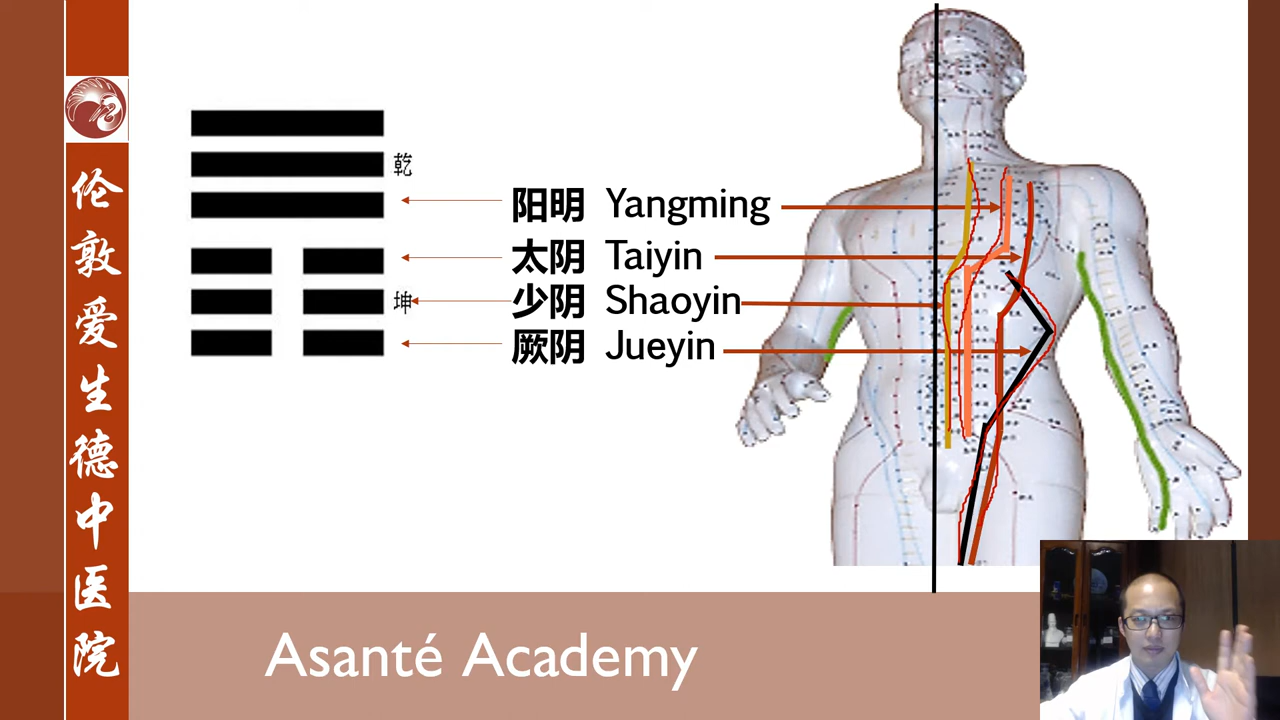 伦敦爱生德中医院
乾
阳明 Yangming
太阴 Taiyin
坤
少阴 Shaoyin
厥阴 Jueyin
Asanté Academy